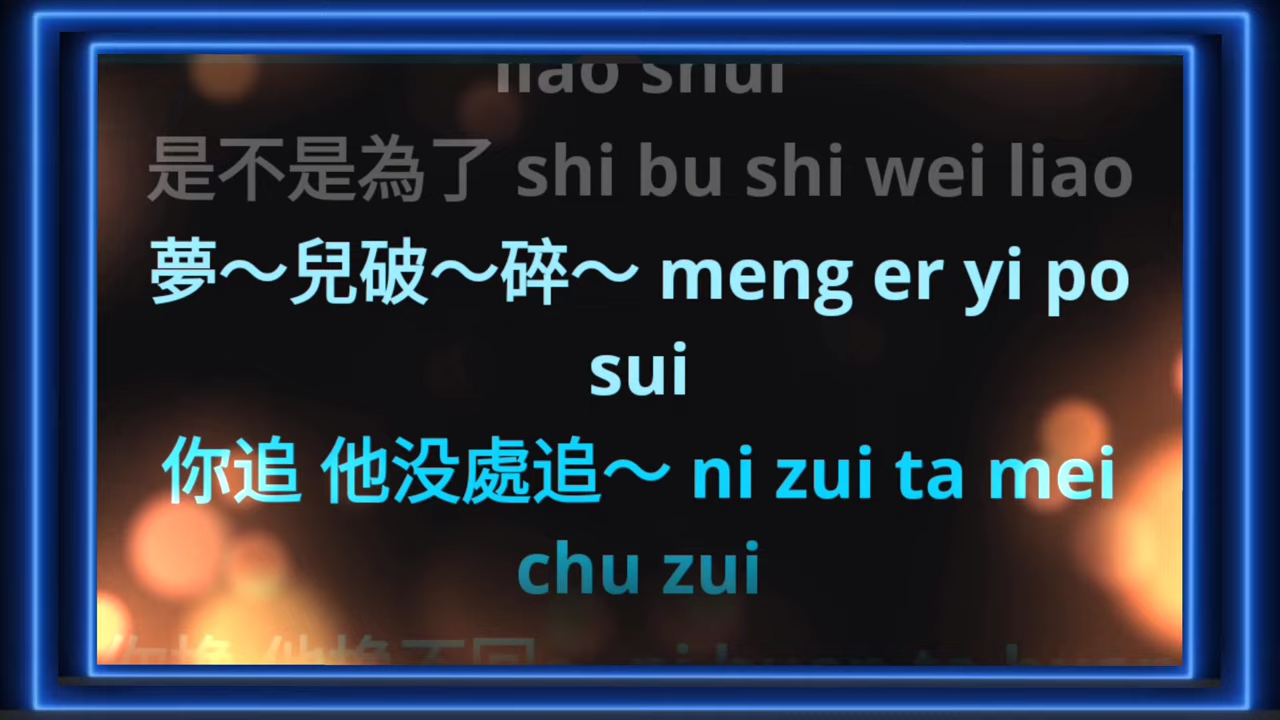 liao shui
是不是為了 shi bu shi wei liao
夢～兒破～碎～ meng er yi po
sui
你追 他没處追～ ni zui ta mei
chu zui